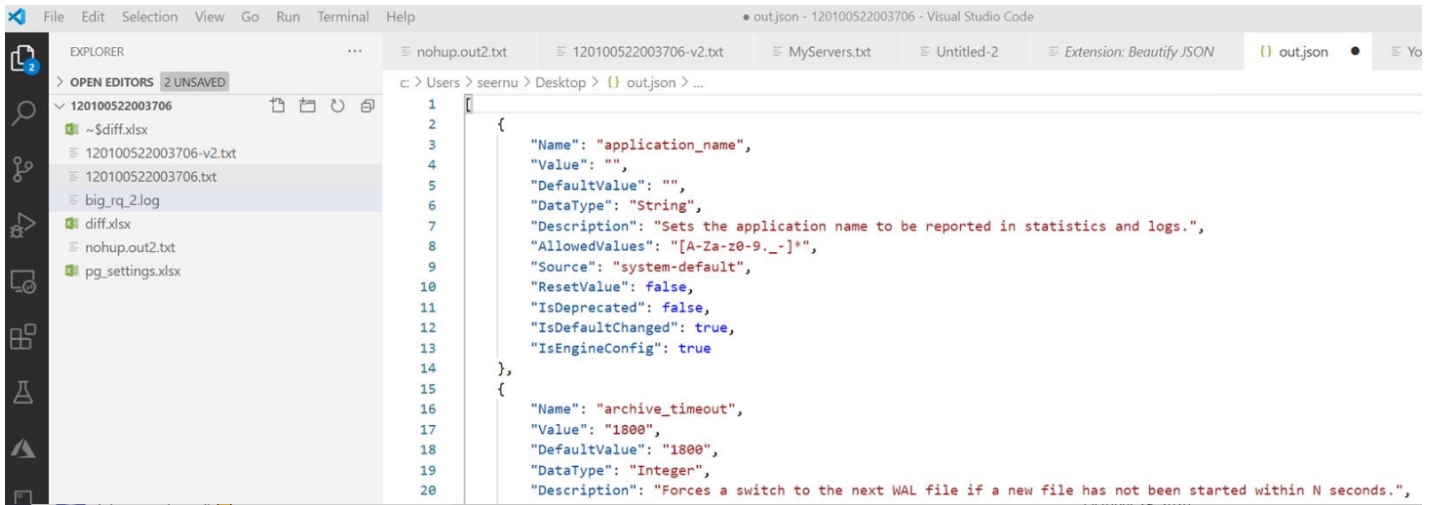 File Edit Selection View Go Run Terminal Help
● out.json - 120100522003706 - Visual Studio Code
EXPLORER ...
nohup.out2.txt 120100522003706-v2.txt MyServers.txt Untitled-2 Extension: Beautify JSON {} out.json ● Yo
2
> OPEN EDITORS 2 UNSAVED
c: > Users > seernu > Desktop > {} out.json > ...
120100522003706
~$diff.xlsx
120100522003706-v2.txt
120100522003706.txt
big_rq_2.log
diff.xlsx
nohup.out2.txt
pg_settings.xlsx
1 [
2 {
3 "Name": "application_name",
4 "Value": "",
5 "DefaultValue": "",
6 "DataType": "String",
7 "Description": "Sets the application name to be reported in statistics and logs.",
8 "AllowedValues": "[A-Za-z0-9._-]*",
9 "Source": "system-default",
10 "ResetValue": false,
11 "IsDeprecated": false,
12 "IsDefaultChanged": true,
13 "IsEngineConfig": true
14 },
15 {
16 "Name": "archive_timeout",
17 "Value": "1800",
18 "DefaultValue": "1800",
19 "DataType": "Integer",
20 "Description": "Forces a switch to the next WAL file if a new file has not been started within N seconds.",